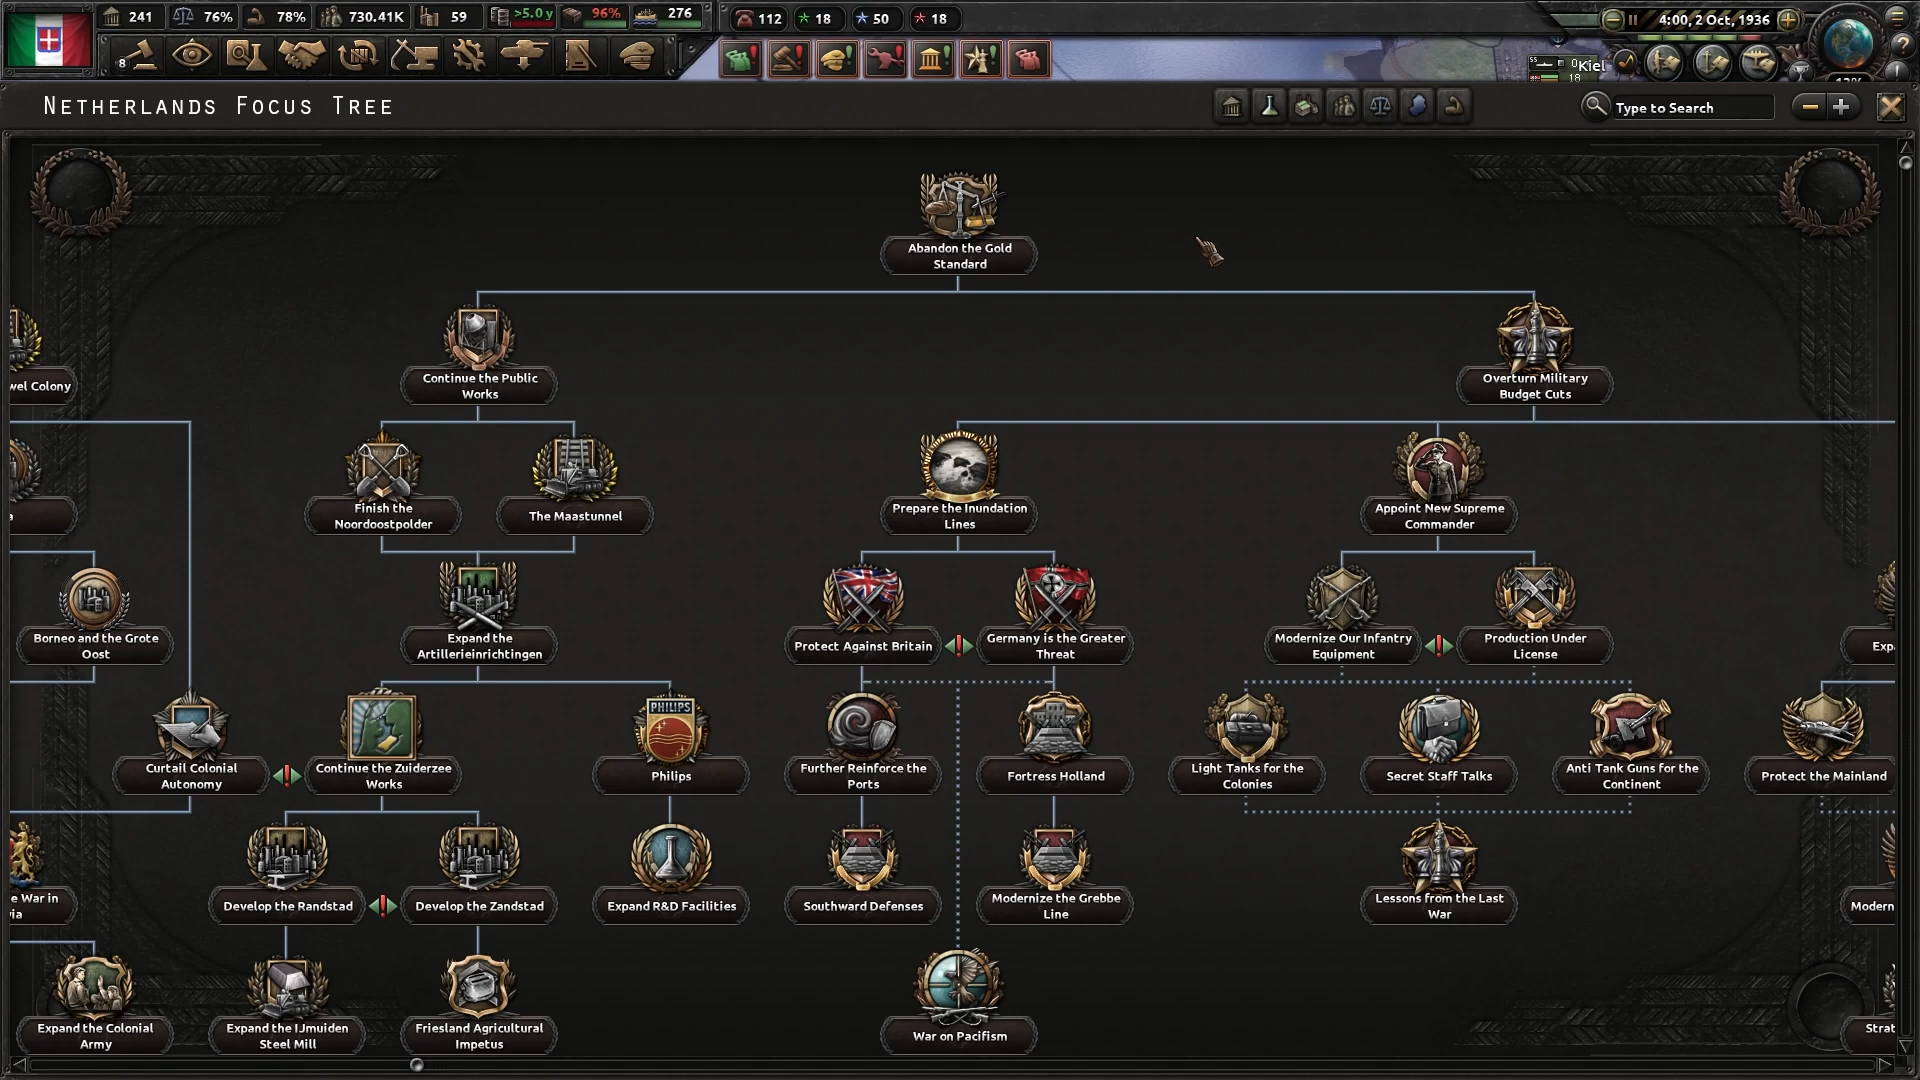 241
76%
78%
730.41K
59
>5.0 y
96%
276
112
18
50
18
4:00, 2 Oct, 1936
8
SS
0 Kiel
18
Netherlands Focus Tree
Type to Search
Abandon the Gold
Standard
Continue the Public
Works
Overturn Military
Budget Cuts
wel Colony
Finish the
Noordoostpolder
The Maastunnel
Prepare the Inundation
Lines
Appoint New Supreme
Commander
a
Borneo and the Grote
Oost
Expand the
Artillerieinrichtingen
Protect Against Britain
Germany is the Greater
Threat
Modernize Our Infantry
Equipment
Production Under
License
Exp
PHILIPS
Curtail Colonial
Autonomy
Continue the Zuiderzee
Works
Philips
Further Reinforce the
Ports
Fortress Holland
Light Tanks for the
Colonies
Secret Staff Talks
Anti Tank Guns for the
Continent
Protect the Mainland
e War in
via
Develop the Randstad
Develop the Zandstad
Expand R&D Facilities
Southward Defenses
Modernize the Grebbe
Line
Lessons from the Last
War
Modern
Expand the Colonial
Army
Expand the IJmuiden
Steel Mill
Friesland Agricultural
Impetus
War on Pacifism
Strat